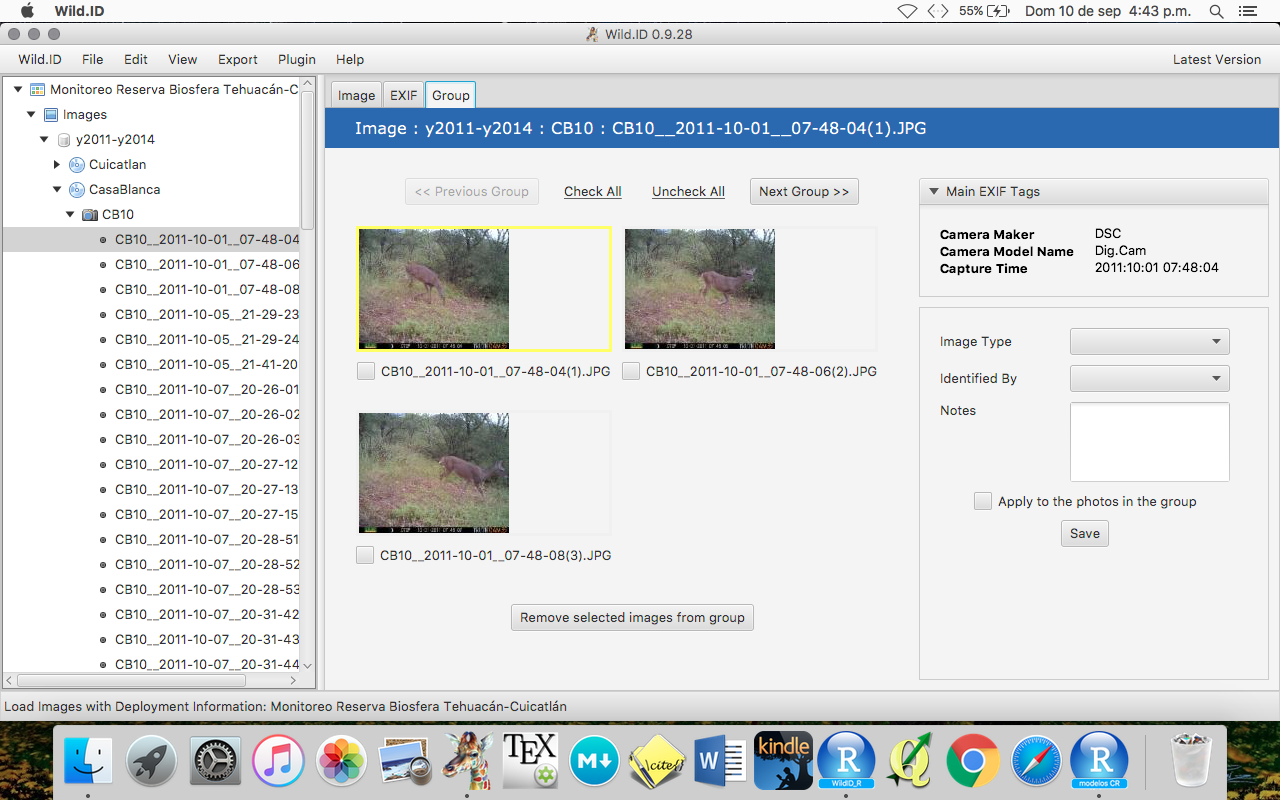 Wild.ID 55% Dom 10 de sep 4:43 p.m.
Wild.ID 0.9.28
Wild.ID File Edit View Export Plugin Help Latest Version
Monitoreo Reserva Biosfera Tehuacán-C
Images
y2011-y2014
Cuicatlan
CasaBlanca
CB10
CB10__2011-10-01__07-48-04
CB10__2011-10-01__07-48-06
CB10__2011-10-01__07-48-08
CB10__2011-10-05__21-29-23
CB10__2011-10-05__21-29-24
CB10__2011-10-05__21-41-20
CB10__2011-10-07__20-26-01
CB10__2011-10-07__20-26-02
CB10__2011-10-07__20-26-03
CB10__2011-10-07__20-27-12
CB10__2011-10-07__20-27-13
CB10__2011-10-07__20-27-15
CB10__2011-10-07__20-28-51
CB10__2011-10-07__20-28-52
CB10__2011-10-07__20-28-53
CB10__2011-10-07__20-31-42
CB10__2011-10-07__20-31-43
CB10__2011-10-07__20-31-44
Image EXIF Group
Image : y2011-y2014 : CB10 : CB10__2011-10-01__07-48-04(1).JPG
<< Previous Group Check All Uncheck All Next Group >>
CB10__2011-10-01__07-48-04(1).JPG CB10__2011-10-01__07-48-06(2).JPG
CB10__2011-10-01__07-48-08(3).JPG
Remove selected images from group
Main EXIF Tags
Camera Maker DSC
Camera Model Name Dig.Cam
Capture Time 2011:10:01 07:48:04
Image Type
Identified By
Notes
Apply to the photos in the group
Save
Load Images with Deployment Information: Monitoreo Reserva Biosfera Tehuacán-Cuicatlán
TEX
M
\cite{}
W
kindle
R
WildID_R
R
modelos CR